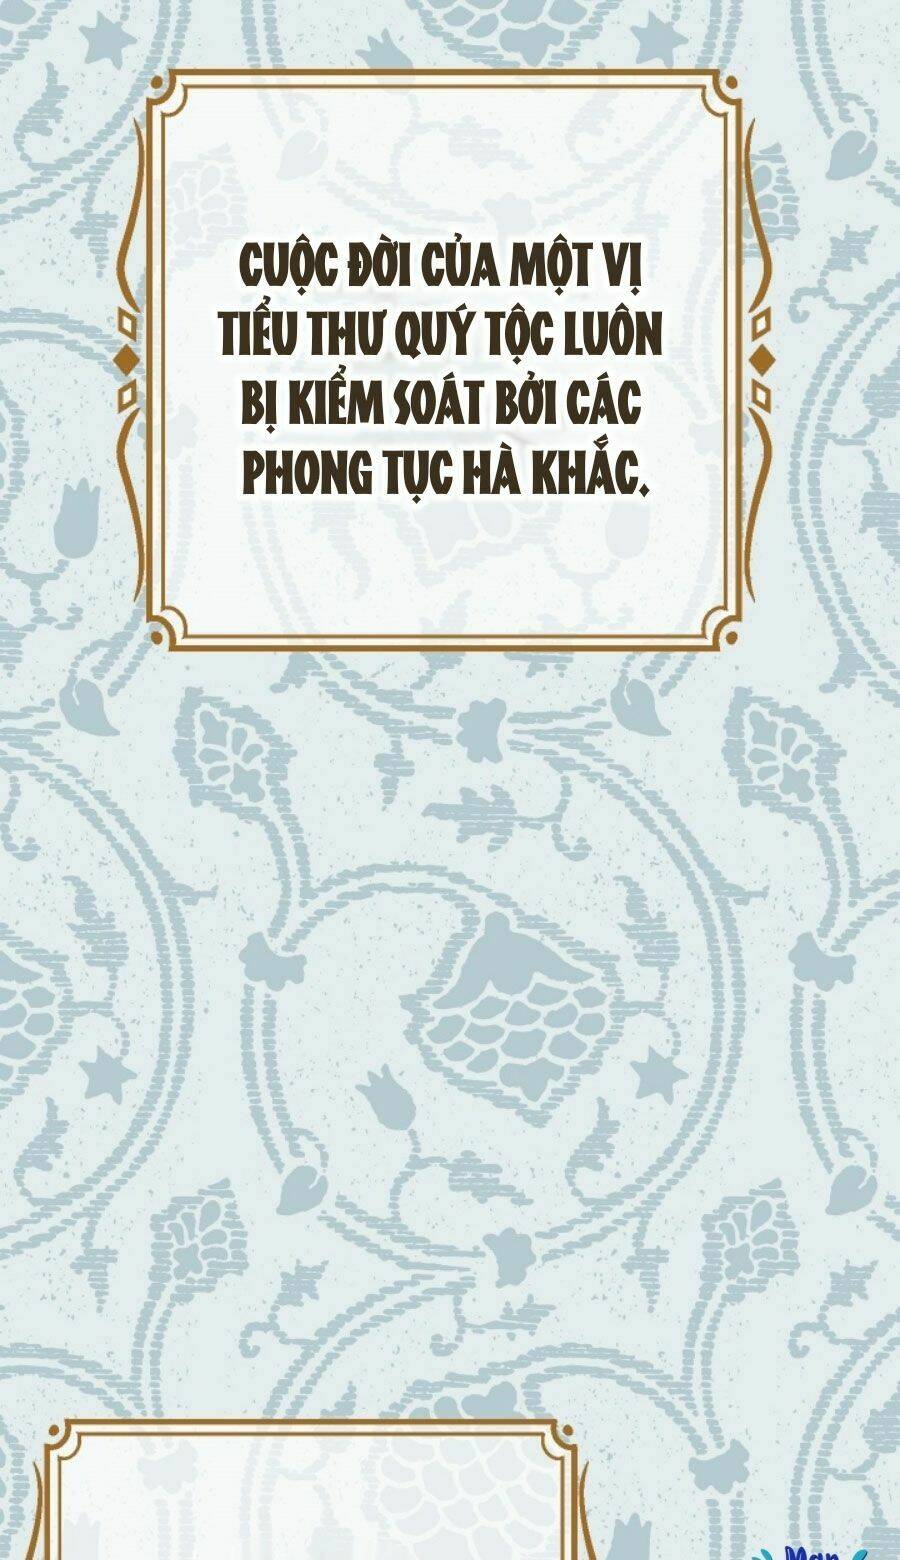 CUỘC ĐỜI CỦA MỘT VỊ
TIỂU THƯ QUÝ TỘC LUÔN
BỊ KIỂM SOÁT BỞI CÁC
PHONG TỤC HÀ KHẮC.